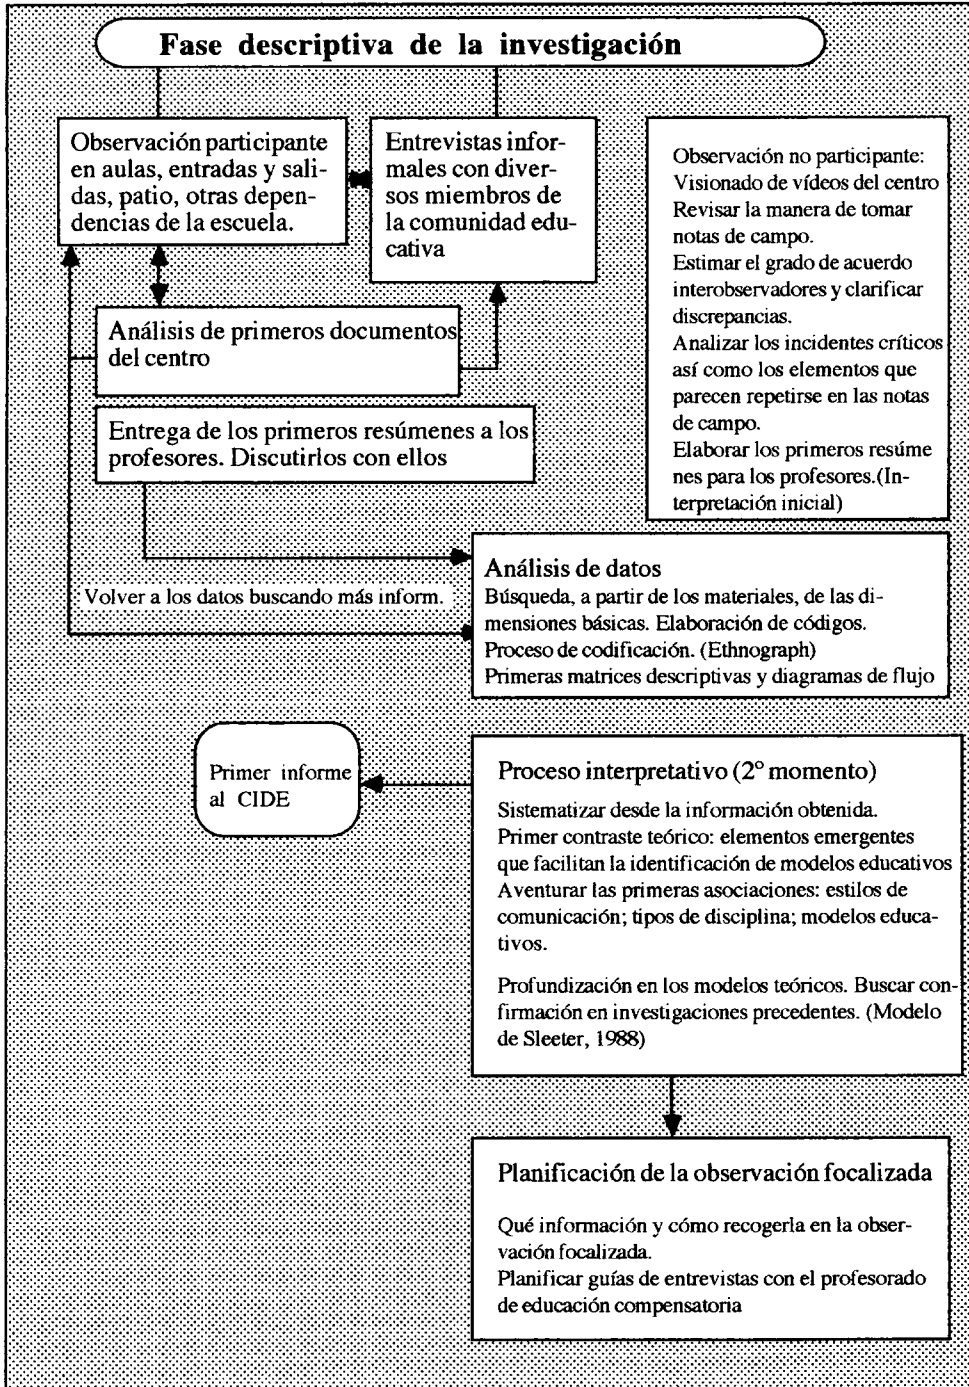 Fase descriptiva de la investigación
Observación participante
en aulas, entradas y sali-
das, patio, otras depen-
dencias de la escuela.
Entrevistas infor-
males con diver-
sos miembros de
la comunidad edu-
cativa
Observación no participante:
Visionado de vídeos del centro
Revisar la manera de tomar
notas de campo.
Estimar el grado de acuerdo
interobservadores y clarificar
discrepancias.
Analizar los incidentes críticos
así como los elementos que
parecen repetirse en las notas
de campo.
Elaborar los primeros resúme
nes para los profesores.(In-
terpretación inicial)
Análisis de primeros documentos
del centro
Entrega de los primeros resúmenes a los
profesores. Discutirlos con ellos
Volver a los datos buscando más inform.
Análisis de datos
Búsqueda, a partir de los materiales, de las di-
mensiones básicas. Elaboración de códigos.
Proceso de codificación. (Ethnograph)
Primeras matrices descriptivas y diagramas de flujo
Primer informe
al CIDE
Proceso interpretativo (2º momento)
Sistematizar desde la información obtenida.
Primer contraste teórico: elementos emergentes
que facilitan la identificación de modelos educativos
Aventurar las primeras asociaciones: estilos de
comunicación; tipos de disciplina; modelos educa-
tivos.
Profundización en los modelos teóricos. Buscar con-
firmación en investigaciones precedentes. (Modelo
de Sleeter, 1988)
Planificación de la observación focalizada
Qué información y cómo recogerla en la obser-
vación focalizada.
Planificar guías de entrevistas con el profesorado
de educación compensatoria